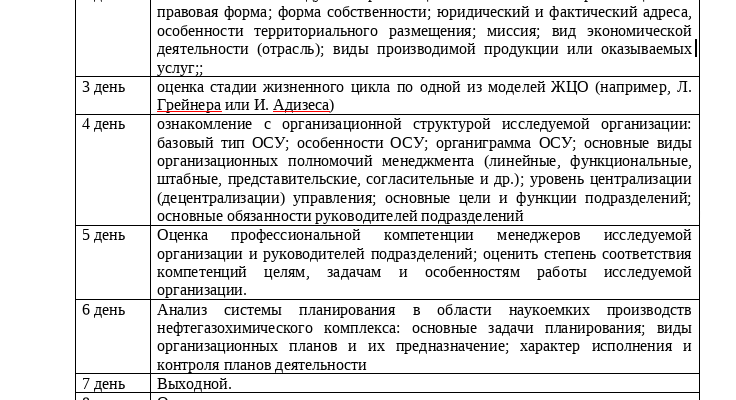 правовая форма; форма собственности; юридический и фактический адреса,
особенности территориального размещения; миссия; вид экономической
деятельности (отрасль); виды производимой продукции или оказываемых
услуг;;
3 день оценка стадии жизненного цикла по одной из моделей ЖЦО (например, Л.
Грейнера или И. Адизеса)
4 день ознакомление с организационной структурой исследуемой организации:
базовый тип ОСУ; особенности ОСУ; органиграмма ОСУ; основные виды
организационных полномочий менеджмента (линейные, функциональные,
штабные, представительские, согласительные и др.); уровень централизации
(децентрализации) управления; основные цели и функции подразделений;
основные обязанности руководителей подразделений
5 день Оценка профессиональной компетенции менеджеров исследуемой
организации и руководителей подразделений; оценить степень соответствия
компетенций целям, задачам и особенностям работы исследуемой
организации.
6 день Анализ системы планирования в области наукоемких производств
нефтегазохимического комплекса: основные задачи планирования; виды
организационных планов и их предназначение; характер исполнения и
контроля планов деятельности
7 день Выходной.